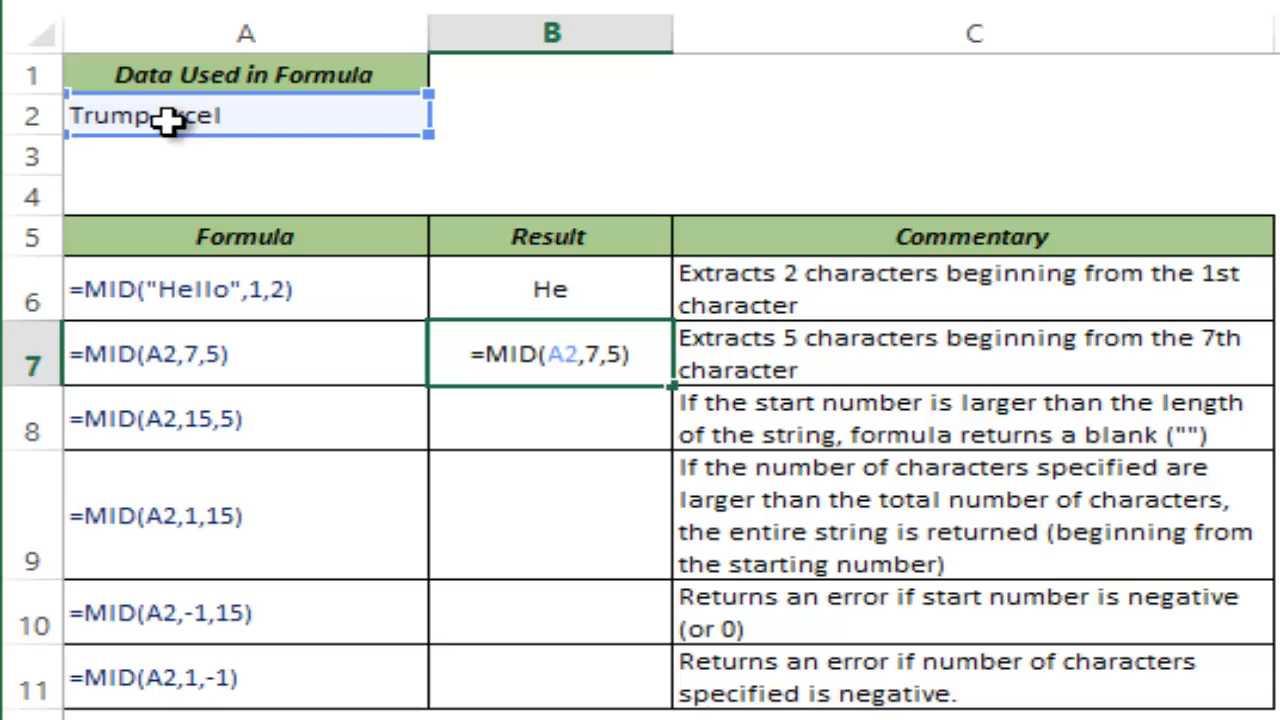 A B C
1 Data Used in Formula
2
3
4
5 Formula Result Commentary
6 =MID("Hello",1,2) He Extracts 2 characters beginning from the 1st
character
7 =MID(A2,7,5) =MID(A2,7,5) Extracts 5 characters beginning from the 7th
character
8 =MID(A2,15,5) If the start number is larger than the length
of the string, formula returns a blank ("")
9 =MID(A2,1,15) If the number of characters specified are
larger than the total number of characters,
the entire string is returned (beginning from
the starting number)
10 =MID(A2,-1,15) Returns an error if start number is negative
(or 0)
11 =MID(A2,1,-1) Returns an error if number of characters
specified is negative.